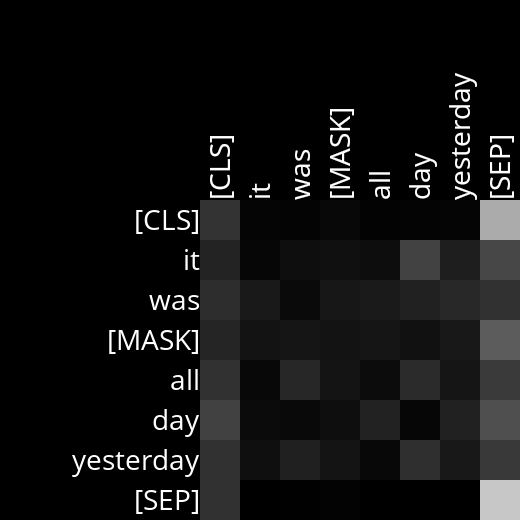 [CLS]
it
was
[MASK]
all
day
yesterday
[SEP]
[CLS]
it
was
[MASK]
all
day
yesterday
[SEP]